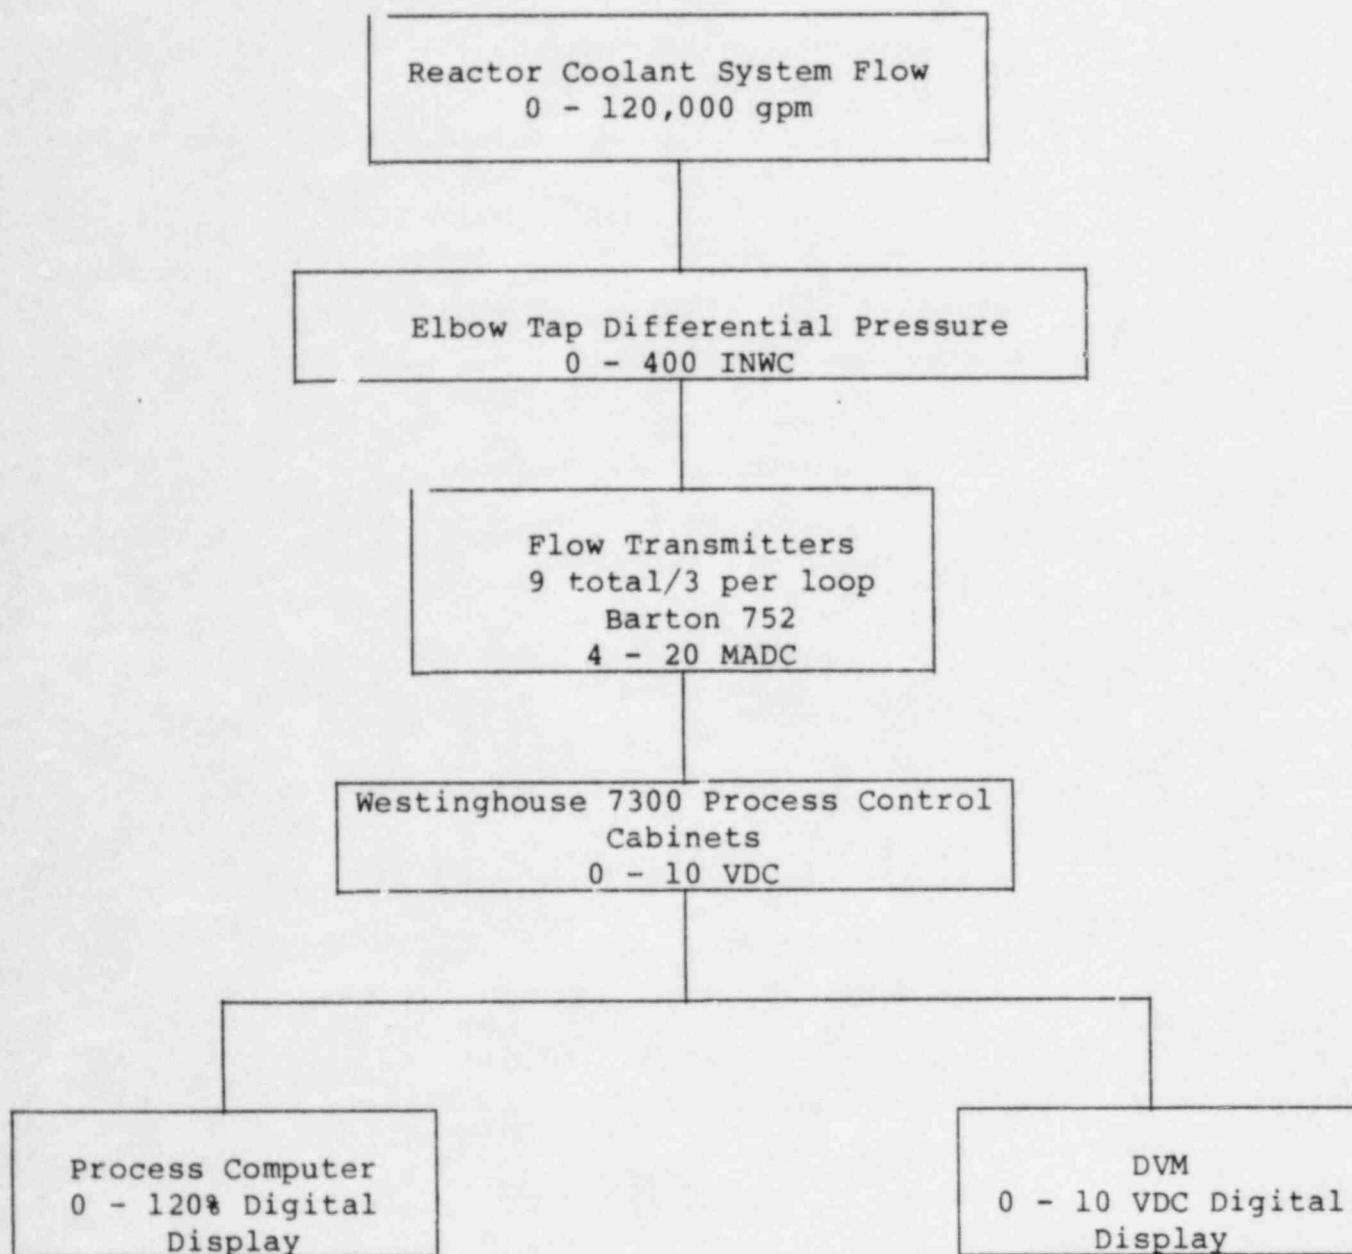 Reactor Coolant System Flow
0 - 120,000 gpm
Elbow Tap Differential Pressure
0 - 400 INWC
Flow Transmitters
9 total/3 per loop
Barton 752
4 - 20 MADC
Westinghouse 7300 Process Control
Cabinets
0 - 10 VDC
Process Computer
0 - 120% Digital
Display
DVM
0 - 10 VDC Digital
Display